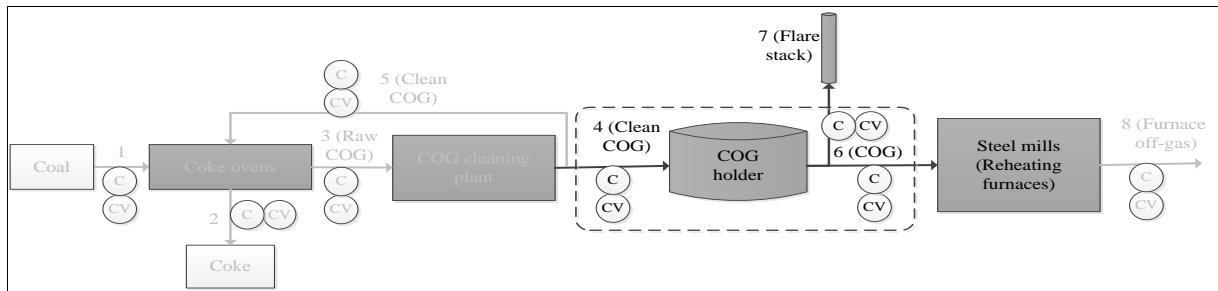 7 (Flare
stack)
C
CV
5 (Clean
COG)
C CV
4 (Clean
COG)
3 (Raw
COG)
Coal
1
Coke ovens
COG cleaning
plant
COG
holder
6 (COG)
Steel mills
(Reheating
furnaces)
8 (Furnace
off-gas)
C
CV
C
CV
C
CV
C
CV
C
CV
2
C CV
Coke